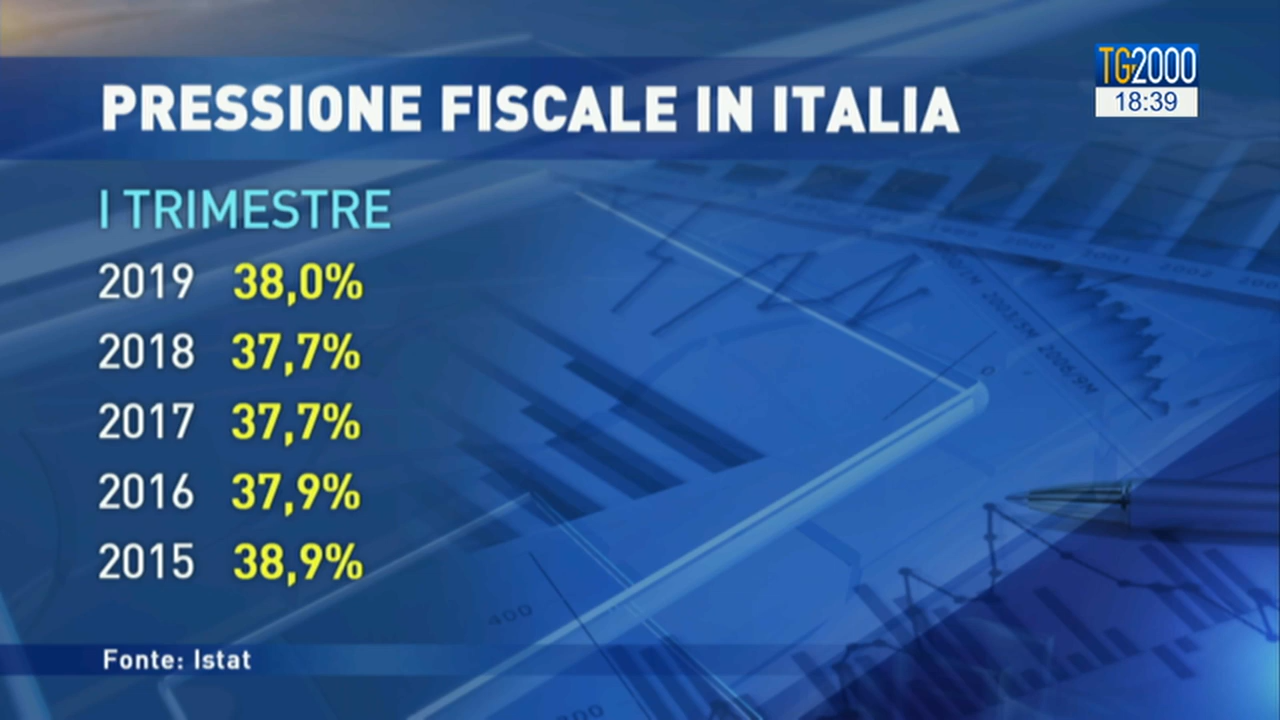 PRESSIONE FISCALE IN ITALIA
TG2000
18:39
I TRIMESTRE
2019 38,0%
2018 37,7%
2017 37,7%
2016 37,9%
2015 38,9%
400
Fonte: Istat